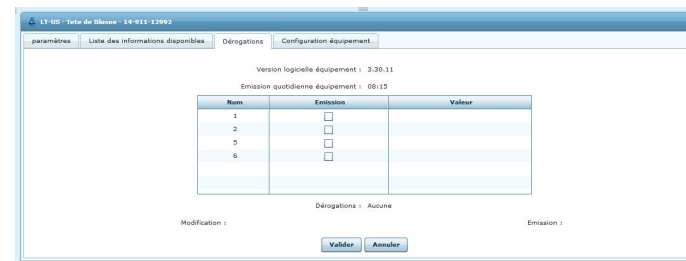 LT-US - Tete de Biosne - 14-911-12992
paramètres Liste des informations disponibles Dérogations Configuration équipement
Version logicielle équipement : 3.30.11
Emission quotidienne équipement : 08:15
Num Emission Valeur
1
2
5
6
Dérogations : Aucune
Modification : Emission :
Valider Annuler